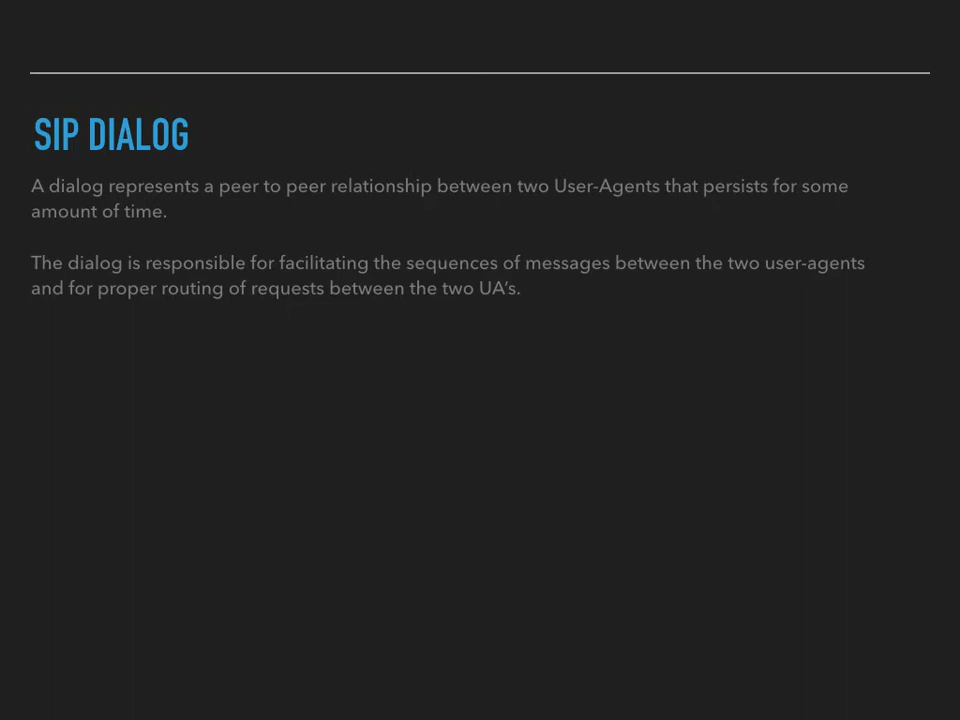 SIP DIALOG
A dialog represents a peer to peer relationship between two User-Agents that persists for some
amount of time.
The dialog is responsible for facilitating the sequences of messages between the two user-agents
and for proper routing of requests between the two UA’s.